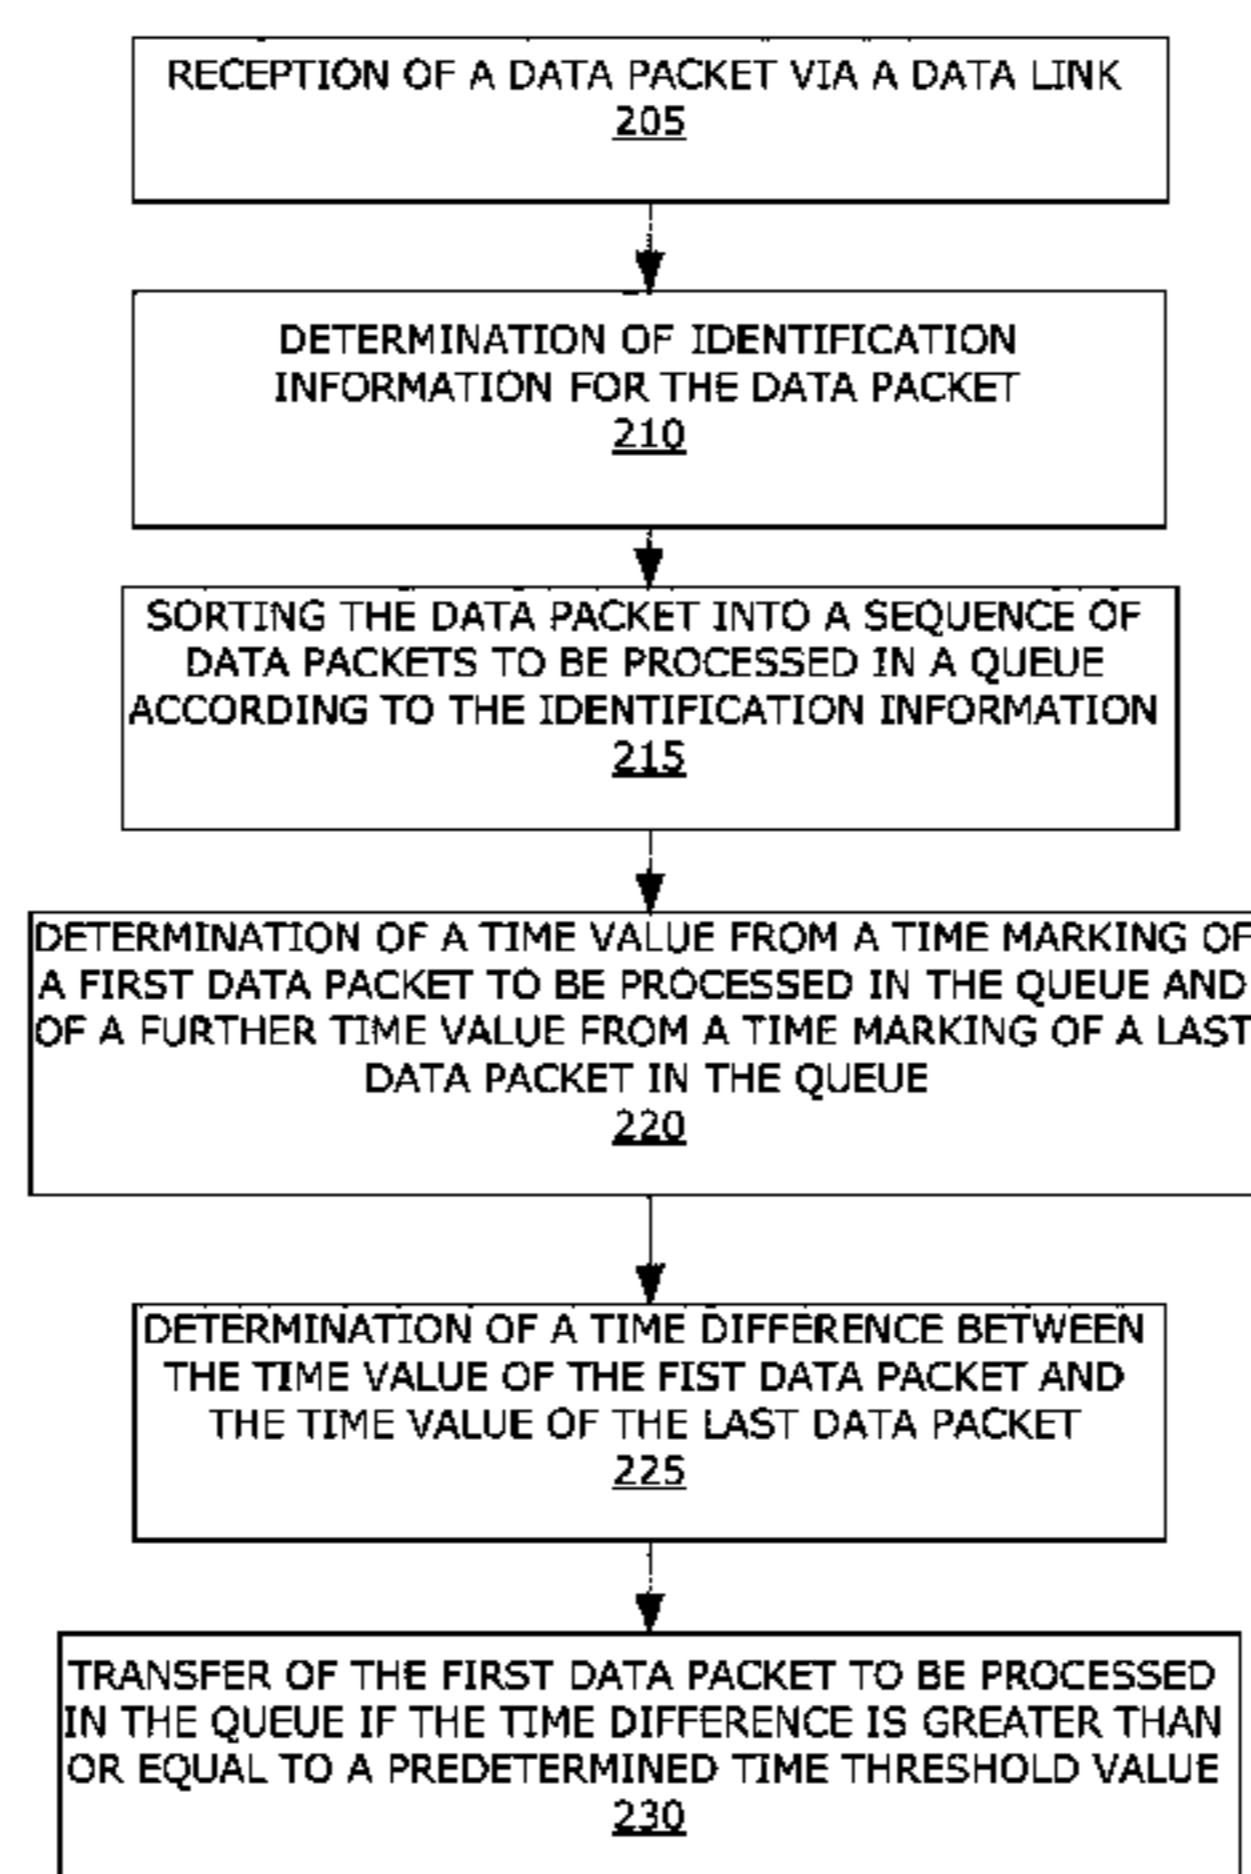 RECEPTION OF A DATA PACKET VIA A DATA LINK
205
DETERMINATION OF IDENTIFICATION
INFORMATION FOR THE DATA PACKET
210
SORTING THE DATA PACKET INTO A SEQUENCE OF
DATA PACKETS TO BE PROCESSED IN A QUEUE
ACCORDING TO THE IDENTIFICATION INFORMATION
215
DETERMINATION OF A TIME VALUE FROM A TIME MARKING OF
A FIRST DATA PACKET TO BE PROCESSED IN THE QUEUE AND
OF A FURTHER TIME VALUE FROM A TIME MARKING OF A LAST
DATA PACKET IN THE QUEUE
220
DETERMINATION OF A TIME DIFFERENCE BETWEEN
THE TIME VALUE OF THE FIST DATA PACKET AND
THE TIME VALUE OF THE LAST DATA PACKET
225
TRANSFER OF THE FIRST DATA PACKET TO BE PROCESSED
IN THE QUEUE IF THE TIME DIFFERENCE IS GREATER THAN
OR EQUAL TO A PREDETERMINED TIME THRESHOLD VALUE
230